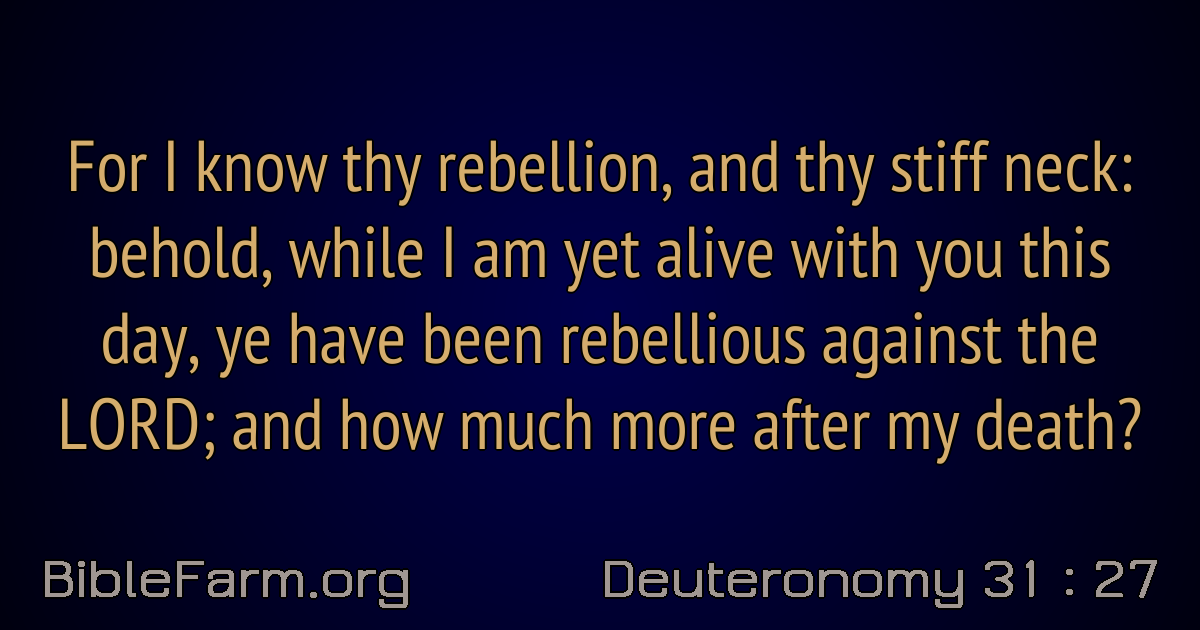 For I know thy rebellion, and thy stiff neck:
behold, while I am yet alive with you this
day, ye have been rebellious against the
LORD; and how much more after my death?
BibleFarm.org
Deuteronomy 31 : 27